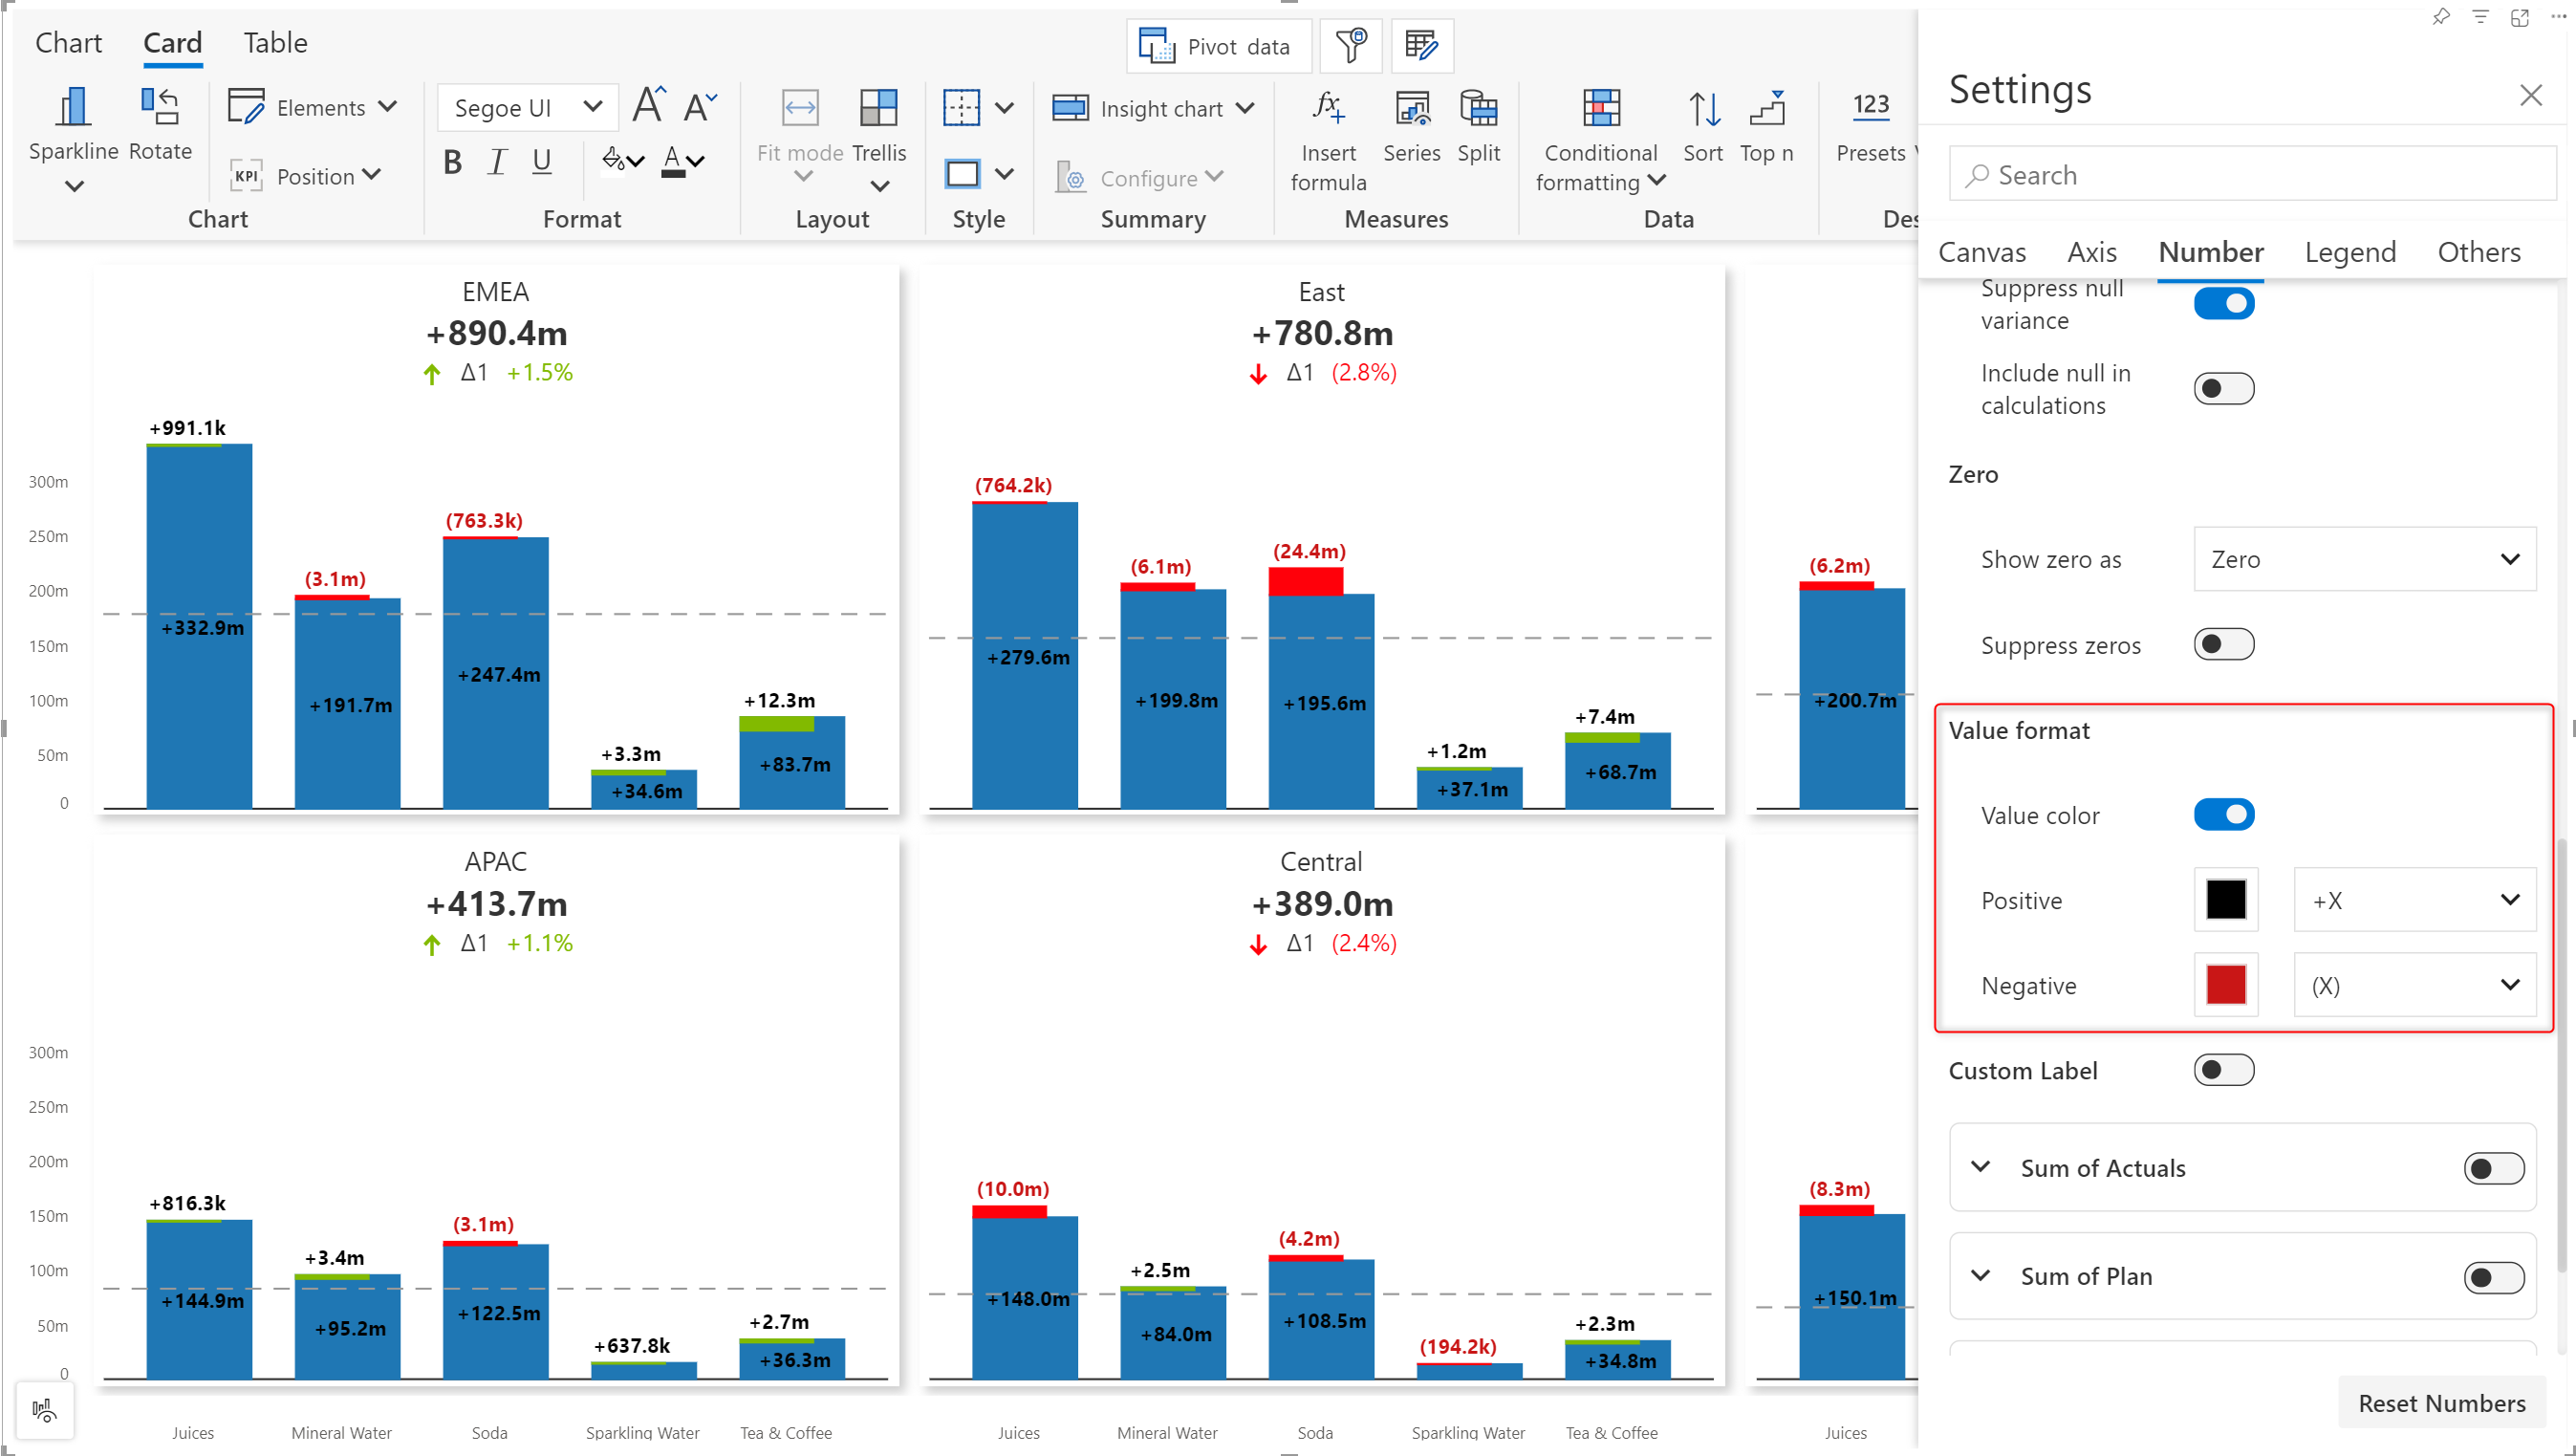 Chart Card Table
Pivot data
Sparkline
Rotate
Elements
KPI Position
Chart
Segoe UI
A A
B I U A
Format
Fit mode
Trellis
Layout
Style
Insight chart
Configure
Summary
fx
Insert
formula
Series
Split
Measures
Conditional
formatting
Sort
Top n
Data
123
Presets
Des
EMEA
+890.4m
Δ1 +1.5%
300m
250m
200m
150m
100m
50m
0
+991.1k
(3.1m)
(763.3k)
+3.3m
+12.3m
+332.9m
+191.7m
+247.4m
+34.6m
+83.7m
East
+780.8m
Δ1 (2.8%)
(764.2k)
(6.1m)
(24.4m)
+1.2m
+7.4m
+279.6m
+199.8m
+195.6m
+37.1m
+68.7m
(6.2m)
+200.7m
APAC
+413.7m
Δ1 +1.1%
300m
250m
200m
150m
100m
50m
0
+816.3k
+3.4m
(3.1m)
+637.8k
+2.7m
+144.9m
+95.2m
+122.5m
+36.3m
Central
+389.0m
Δ1 (2.4%)
(10.0m)
+2.5m
(4.2m)
(194.2k)
+2.3m
+148.0m
+84.0m
+108.5m
+34.8m
(8.3m)
+150.1m
Juices Mineral Water Soda Sparkling Water Tea & Coffee
Juices Mineral Water Soda Sparkling Water Tea & Coffee
Juices
Settings
Search
Canvas Axis Number Legend Others
Suppress null
variance
Include null in
calculations
Zero
Show zero as Zero
Suppress zeros
Value format
Value color
Positive +X
Negative (X)
Custom Label
Sum of Actuals
Sum of Plan
Reset Numbers